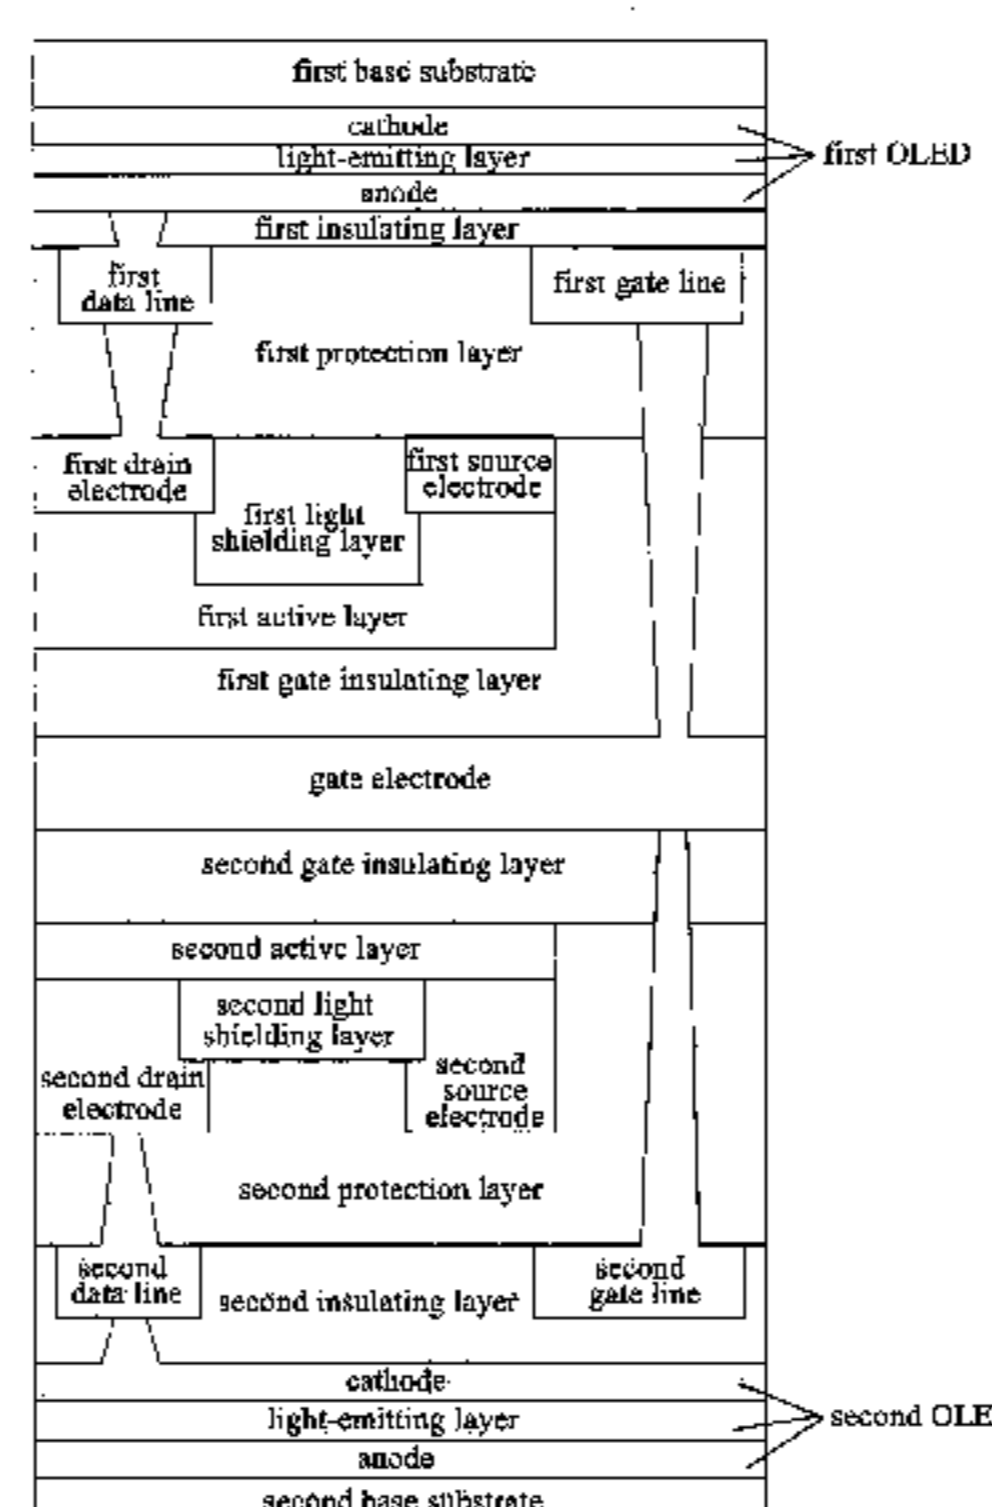 first base substrate
cathode
light-emitting layer
first OLED
anode
first insulating layer
first
data line
first gate line
first protection layer
first drain
electrode
first source
electrode
first light
shielding layer
first active layer
first gate insulating layer
gate electrode
second gate insulating layer
second active layer
second light
shielding layer
second drain
electrode
second
source
electrode
second protection layer
second
data line
second insulating layer
second
gate line
cathode
light-emitting layer
second OLE
anode
second base substrate